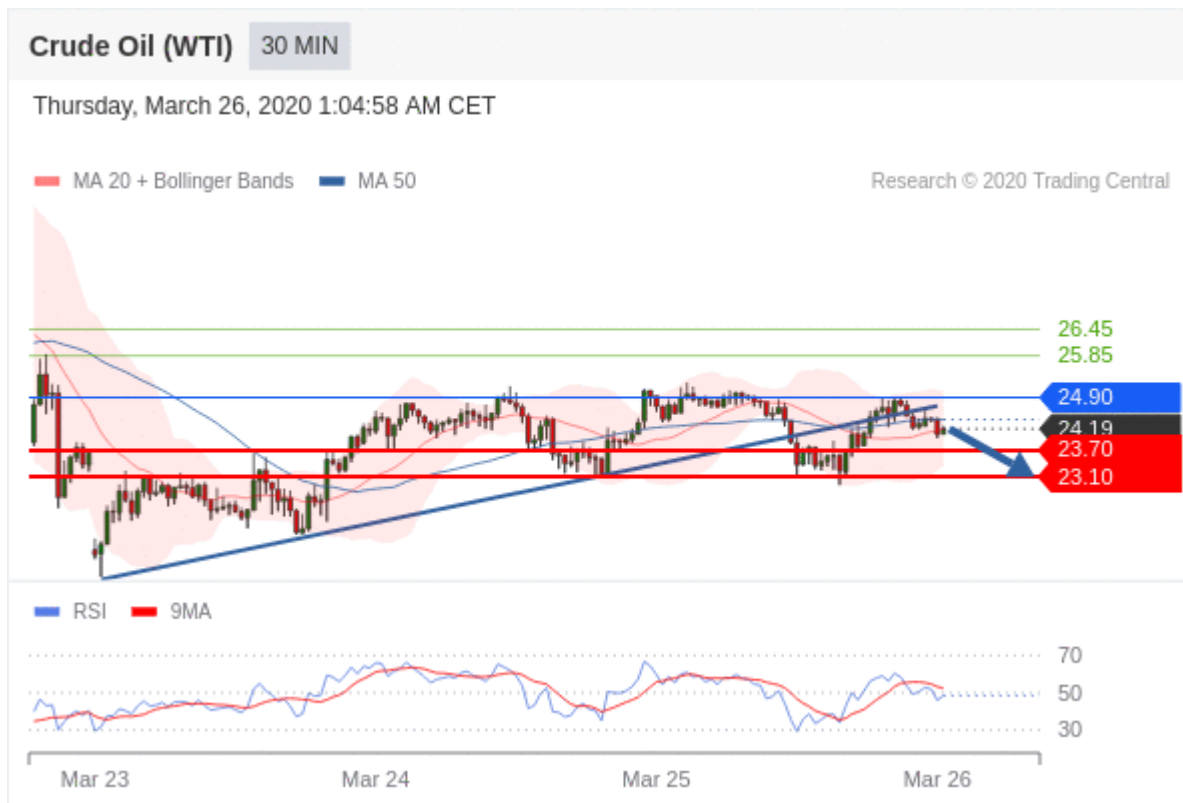 Crude Oil (WTI) 30 MIN
Thursday, March 26, 2020 1:04:58 AM CET
MA 20 + Bollinger Bands MA 50 Research © 2020 Trading Central
26.45
25.85
24.90
24.19
23.70
23.10
RSI 9MA
70
50
30
Mar 23 Mar 24 Mar 25 Mar 26